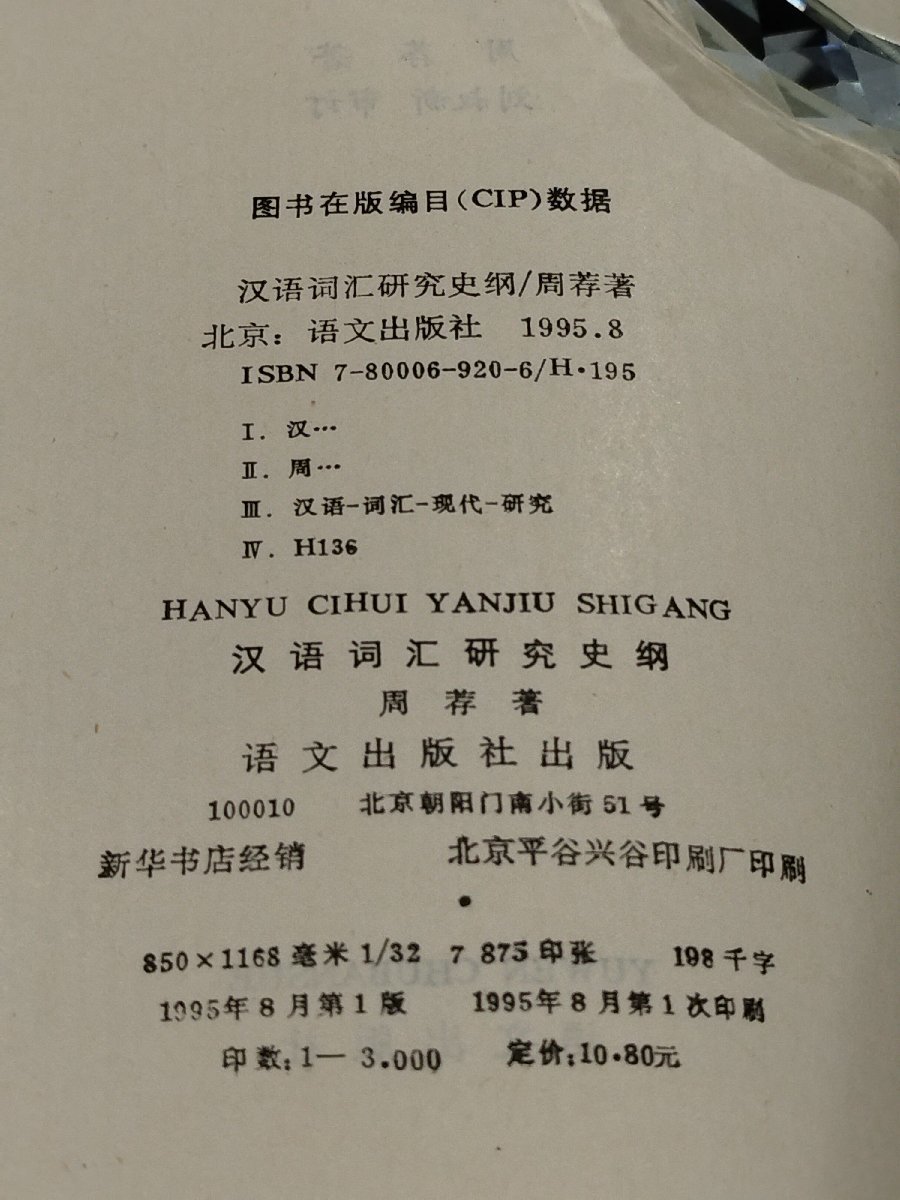 图书在版编目(CIP)数据
汉语词汇研究史纲/周荐著
北京：语文出版社 1995.8
ISBN 7-80006-920-6/H·195
Ⅰ. 汉…
Ⅱ. 周…
Ⅲ. 汉语-词汇-现代-研究
Ⅳ. H136
HANYU CIHUI YANJIU SHIGANG
汉语词汇研究史纲
周荐著
语文出版社出版
100010 北京朝阳门南小街51号
新华书店经销 北京平谷兴谷印刷厂印刷
•
850×1168毫米1/32 7 875印张 198千字
1995年8月第1版 1995年8月第1次印刷
印数：1— 3.000 定价：10.80元